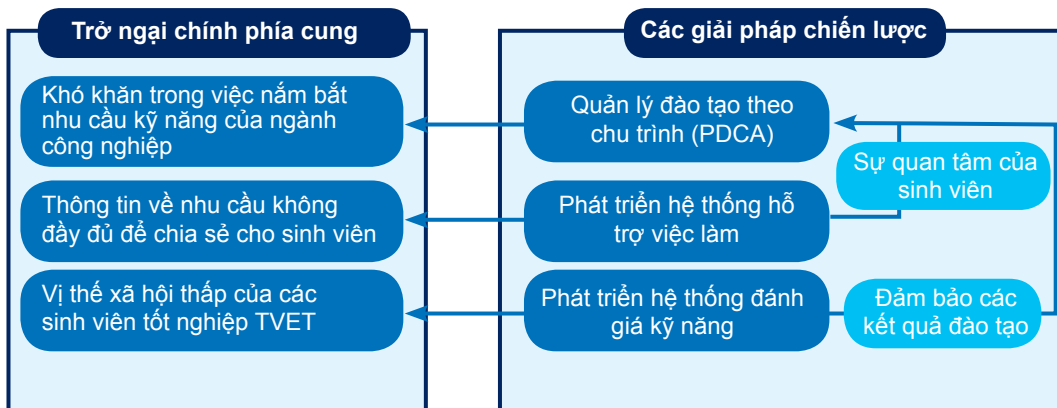 Trở ngại chính phía cung
Khó khăn trong việc nắm bắt
nhu cầu kỹ năng của ngành
công nghiệp
Thông tin về nhu cầu không
đầy đủ để chia sẻ cho sinh viên
Vị thế xã hội thấp của các
sinh viên tốt nghiệp TVET
Các giải pháp chiến lược
Quản lý đào tạo theo
chu trình (PDCA)
Sự quan tâm của
sinh viên
Phát triển hệ thống hỗ
trợ việc làm
Phát triển hệ thống đánh
giá kỹ năng
Đảm bảo các
kết quả đào tạo